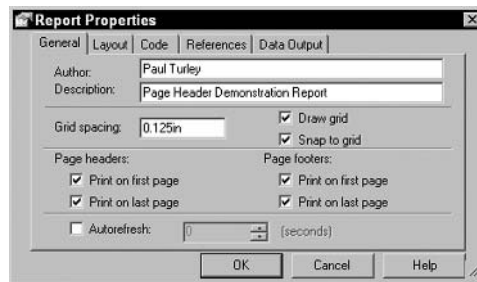 Report Properties
General Layout Code References Data Output
Author: Paul Turley
Description: Page Header Demonstration Report
Grid spacing: 0.125in
Draw grid
Snap to grid
Page headers: Page footers:
Print on first page Print on first page
Print on last page Print on last page
Autorefresh: 0 (seconds)
OK Cancel Help